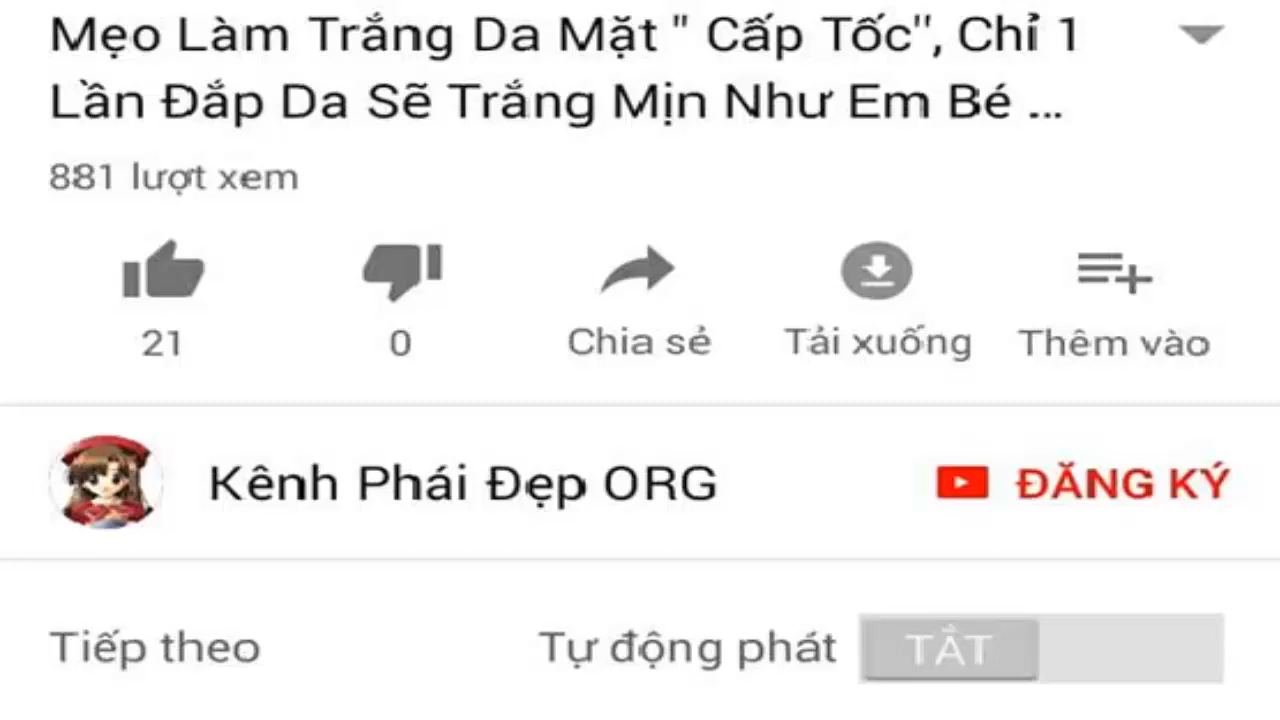 Mẹo Làm Trắng Da Mặt " Cấp Tốc", Chỉ 1
Lần Đắp Da Sẽ Trắng Mịn Như Em Bé ...
881 lượt xem
21
0
Chia sẻ
Tải xuống
Thêm vào
Kênh Phái Đẹp ORG
ĐĂNG KÝ
Tiếp theo
Tự động phát
TẮT